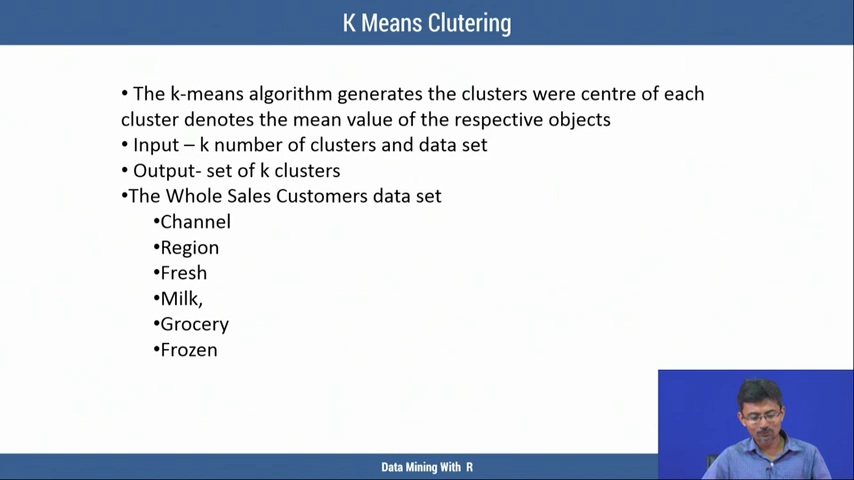 K Means Clutering
• The k-means algorithm generates the clusters were centre of each
cluster denotes the mean value of the respective objects
• Input – k number of clusters and data set
• Output- set of k clusters
•The Whole Sales Customers data set
•Channel
•Region
•Fresh
•Milk,
•Grocery
•Frozen
Data Mining With R